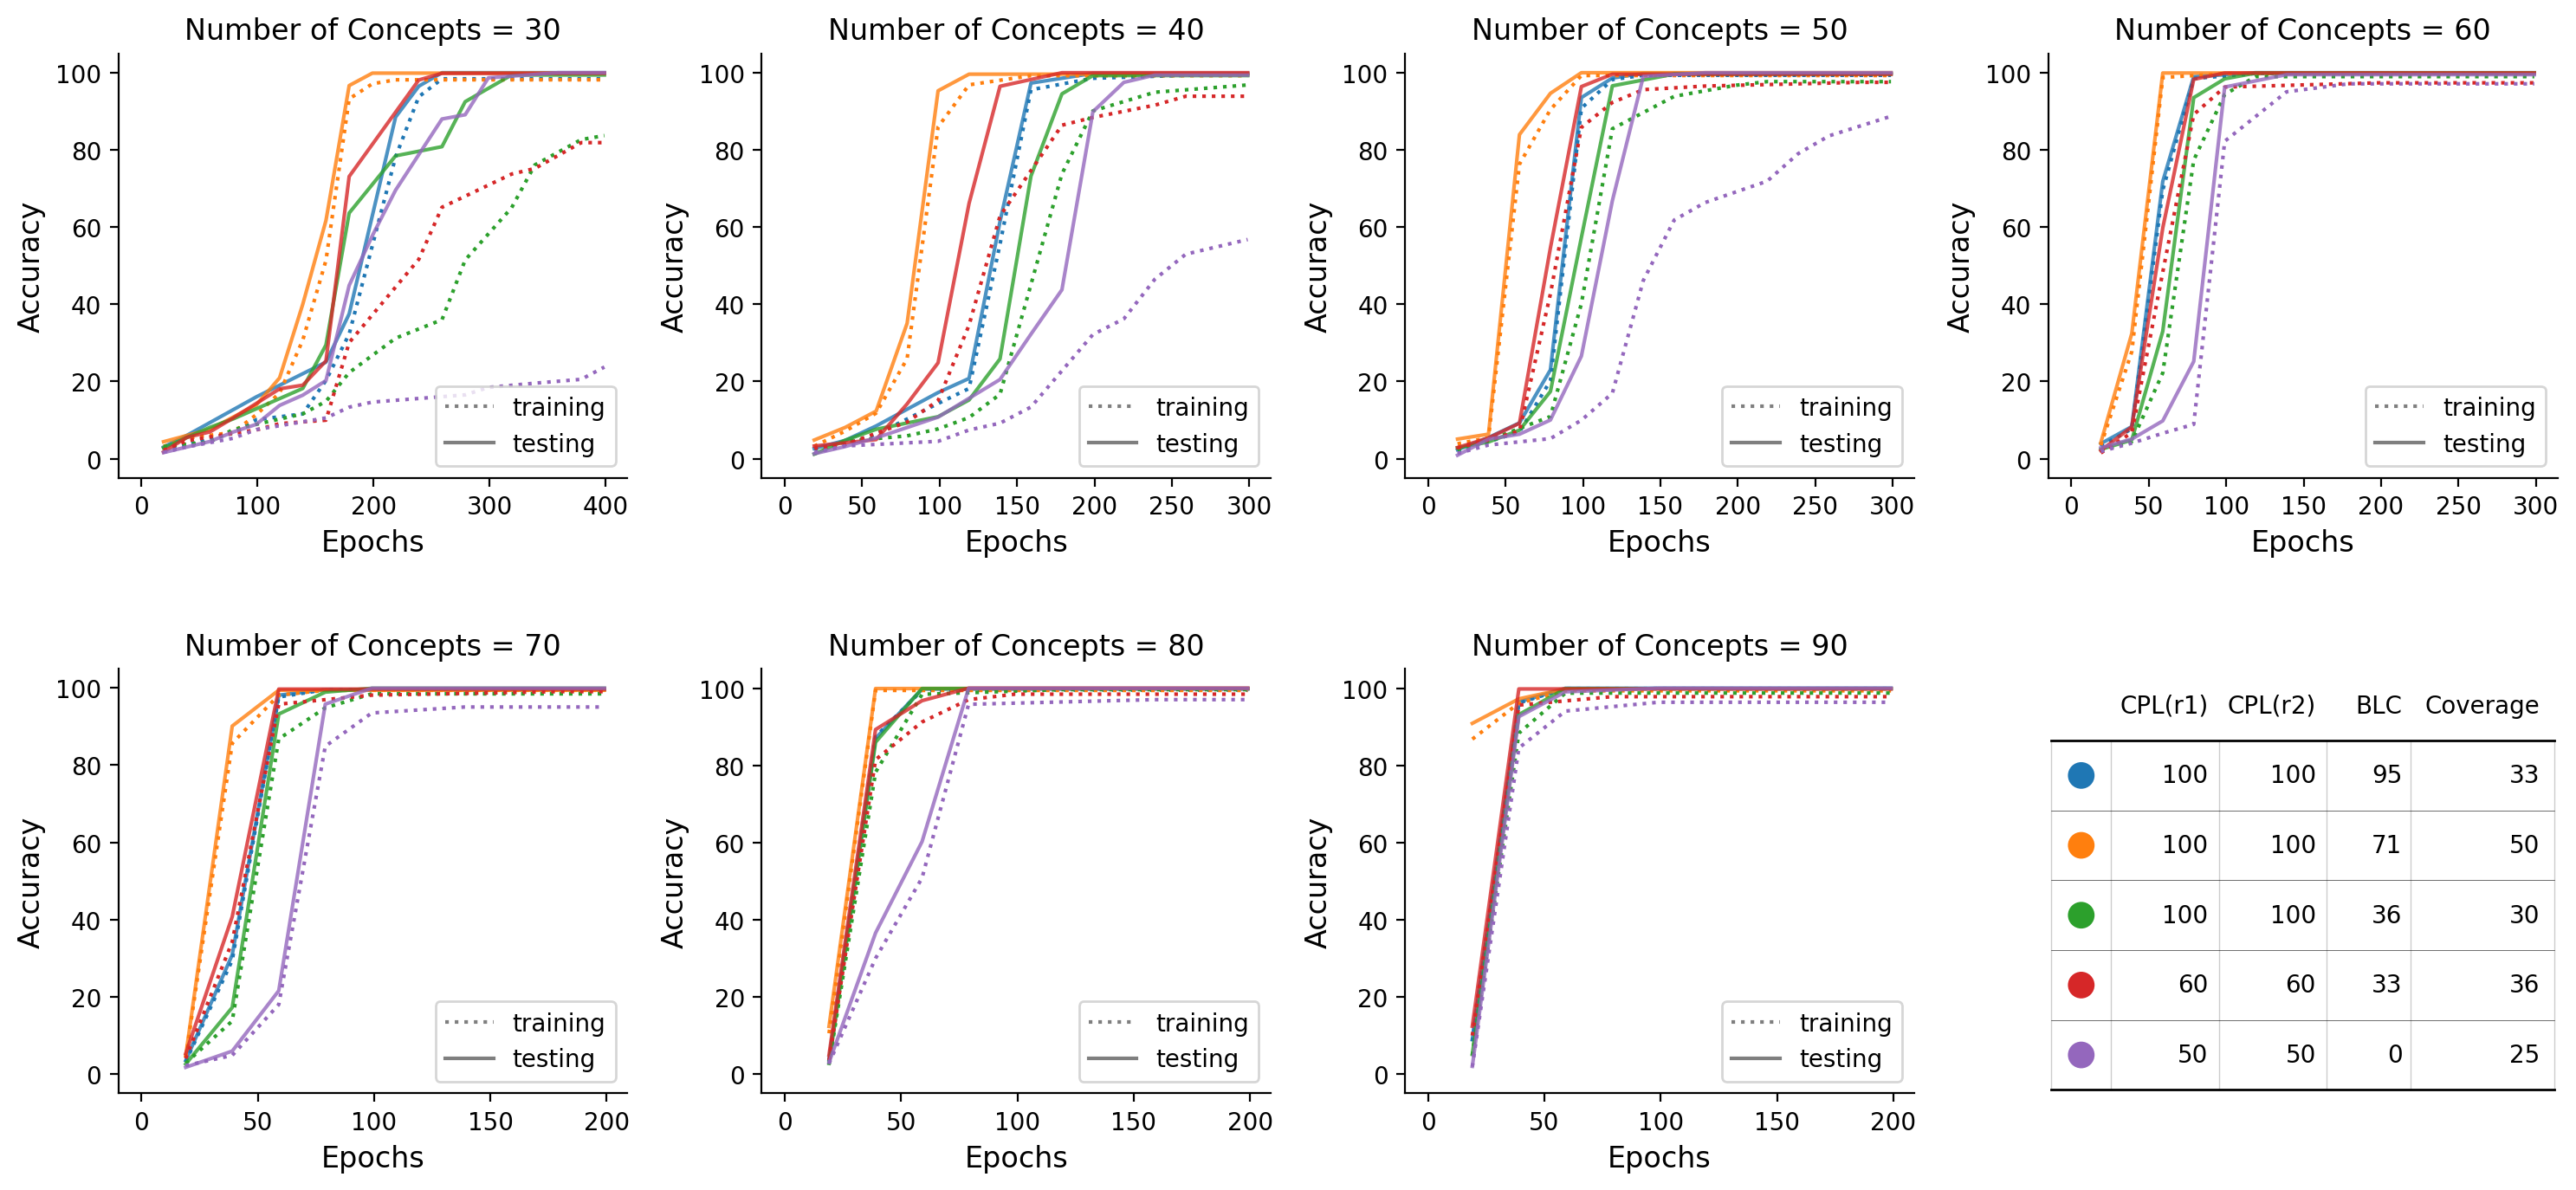 Number of Concepts = 30
Number of Concepts = 40
Number of Concepts = 50
Number of Concepts = 60
100
80
60
40
20
0
Accuracy
0 100 200 300 400
Epochs
training
testing
100
80
60
40
20
0
Accuracy
0 50 100 150 200 250 300
Epochs
training
testing
100
80
60
40
20
0
Accuracy
0 50 100 150 200 250 300
Epochs
training
testing
100
80
60
40
20
0
Accuracy
0 50 100 150 200 250 300
Epochs
training
testing
Number of Concepts = 70
Number of Concepts = 80
Number of Concepts = 90
100
80
60
40
20
0
Accuracy
0 50 100 150 200
Epochs
training
testing
100
80
60
40
20
0
Accuracy
0 50 100 150 200
Epochs
training
testing
100
80
60
40
20
0
Accuracy
0 50 100 150 200
Epochs
training
testing
CPL(r1) CPL(r2) BLC Coverage
100 100 95 33
100 100 71 50
100 100 36 30
60 60 33 36
50 50 0 25